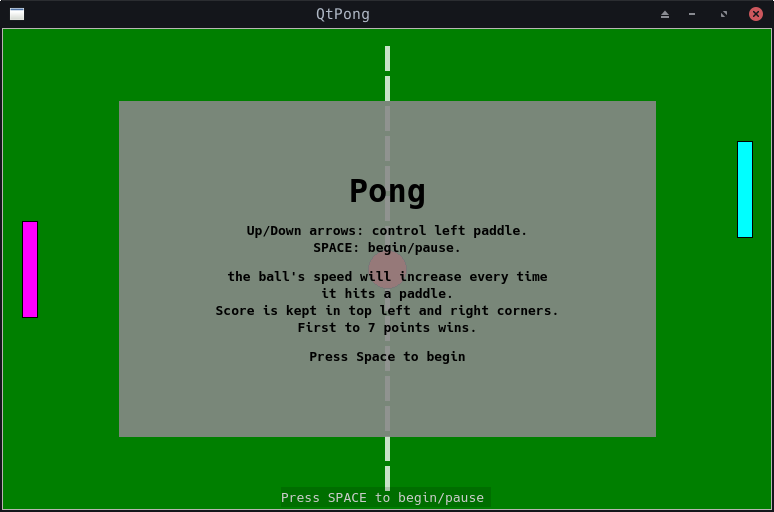 QtPong
Pong
Up/Down arrows: control left paddle.
SPACE: begin/pause.
the ball's speed will increase every time
it hits a paddle.
Score is kept in top left and right corners.
First to 7 points wins.
Press Space to begin
Press SPACE to begin/pause